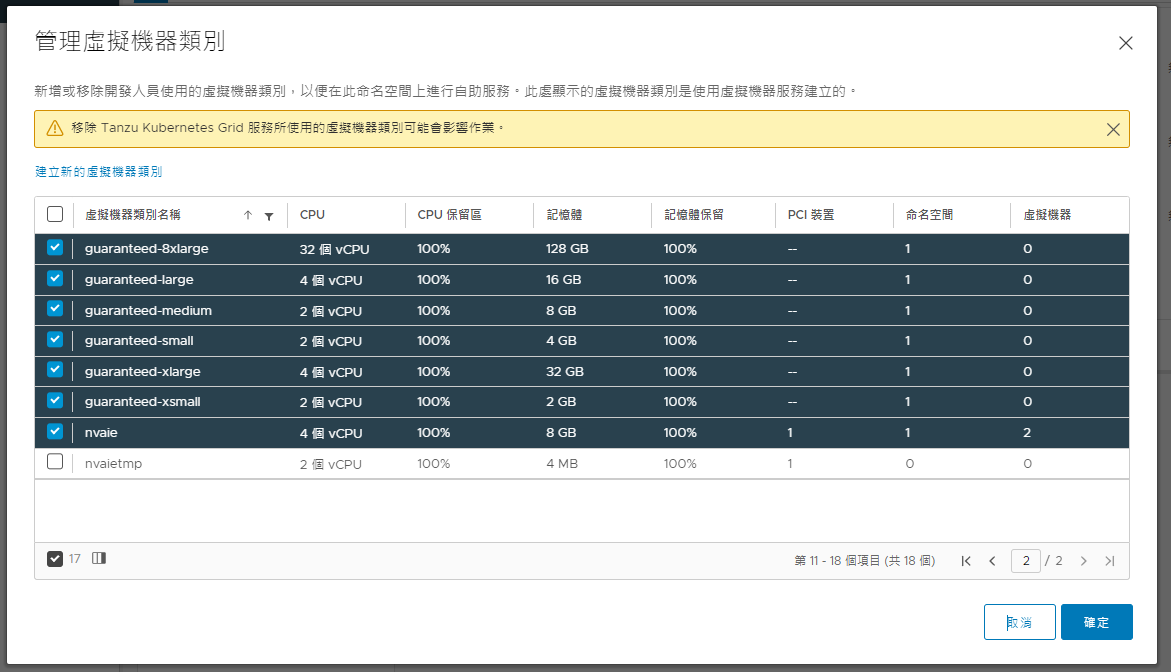 管理虛擬機器類別
新增或移除開發人員使用的虛擬機器類別，以便在此命名空間上進行自助服務。此處顯示的虛擬機器類別是使用虛擬機器服務建立的。
移除 Tanzu Kubernetes Grid 服務所使用的虛擬機器類別可能會影響作業。
建立新的虛擬機器類別
虛擬機器類別名稱 CPU CPU 保留區 記憶體 記憶體保留 PCI 裝置 命名空間 虛擬機器
guaranteed-8xlarge 32 個 vCPU 100% 128 GB 100% -- 1 0
guaranteed-large 4 個 vCPU 100% 16 GB 100% -- 1 0
guaranteed-medium 2 個 vCPU 100% 8 GB 100% -- 1 0
guaranteed-small 2 個 vCPU 100% 4 GB 100% -- 1 0
guaranteed-xlarge 4 個 vCPU 100% 32 GB 100% -- 1 0
guaranteed-xsmall 2 個 vCPU 100% 2 GB 100% -- 1 0
nvaie 4 個 vCPU 100% 8 GB 100% 1 1 2
nvaietmp 2 個 vCPU 100% 4 MB 100% 1 0 0
17 第 11 - 18 個項目 (共 18 個) 2 / 2
取消 確定